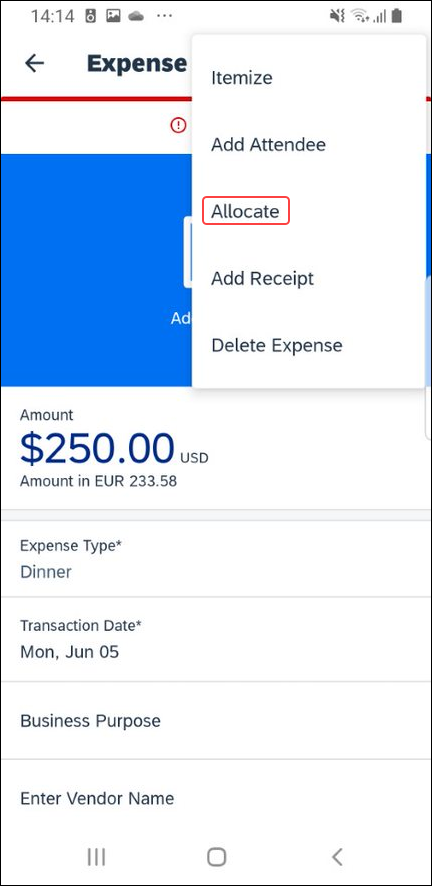 14:14
Expense
Itemize
Add Attendee
Allocate
Add Receipt
Delete Expense
Amount
$250.00 USD
Amount in EUR 233.58
Expense Type*
Dinner
Transaction Date*
Mon, Jun 05
Business Purpose
Enter Vendor Name